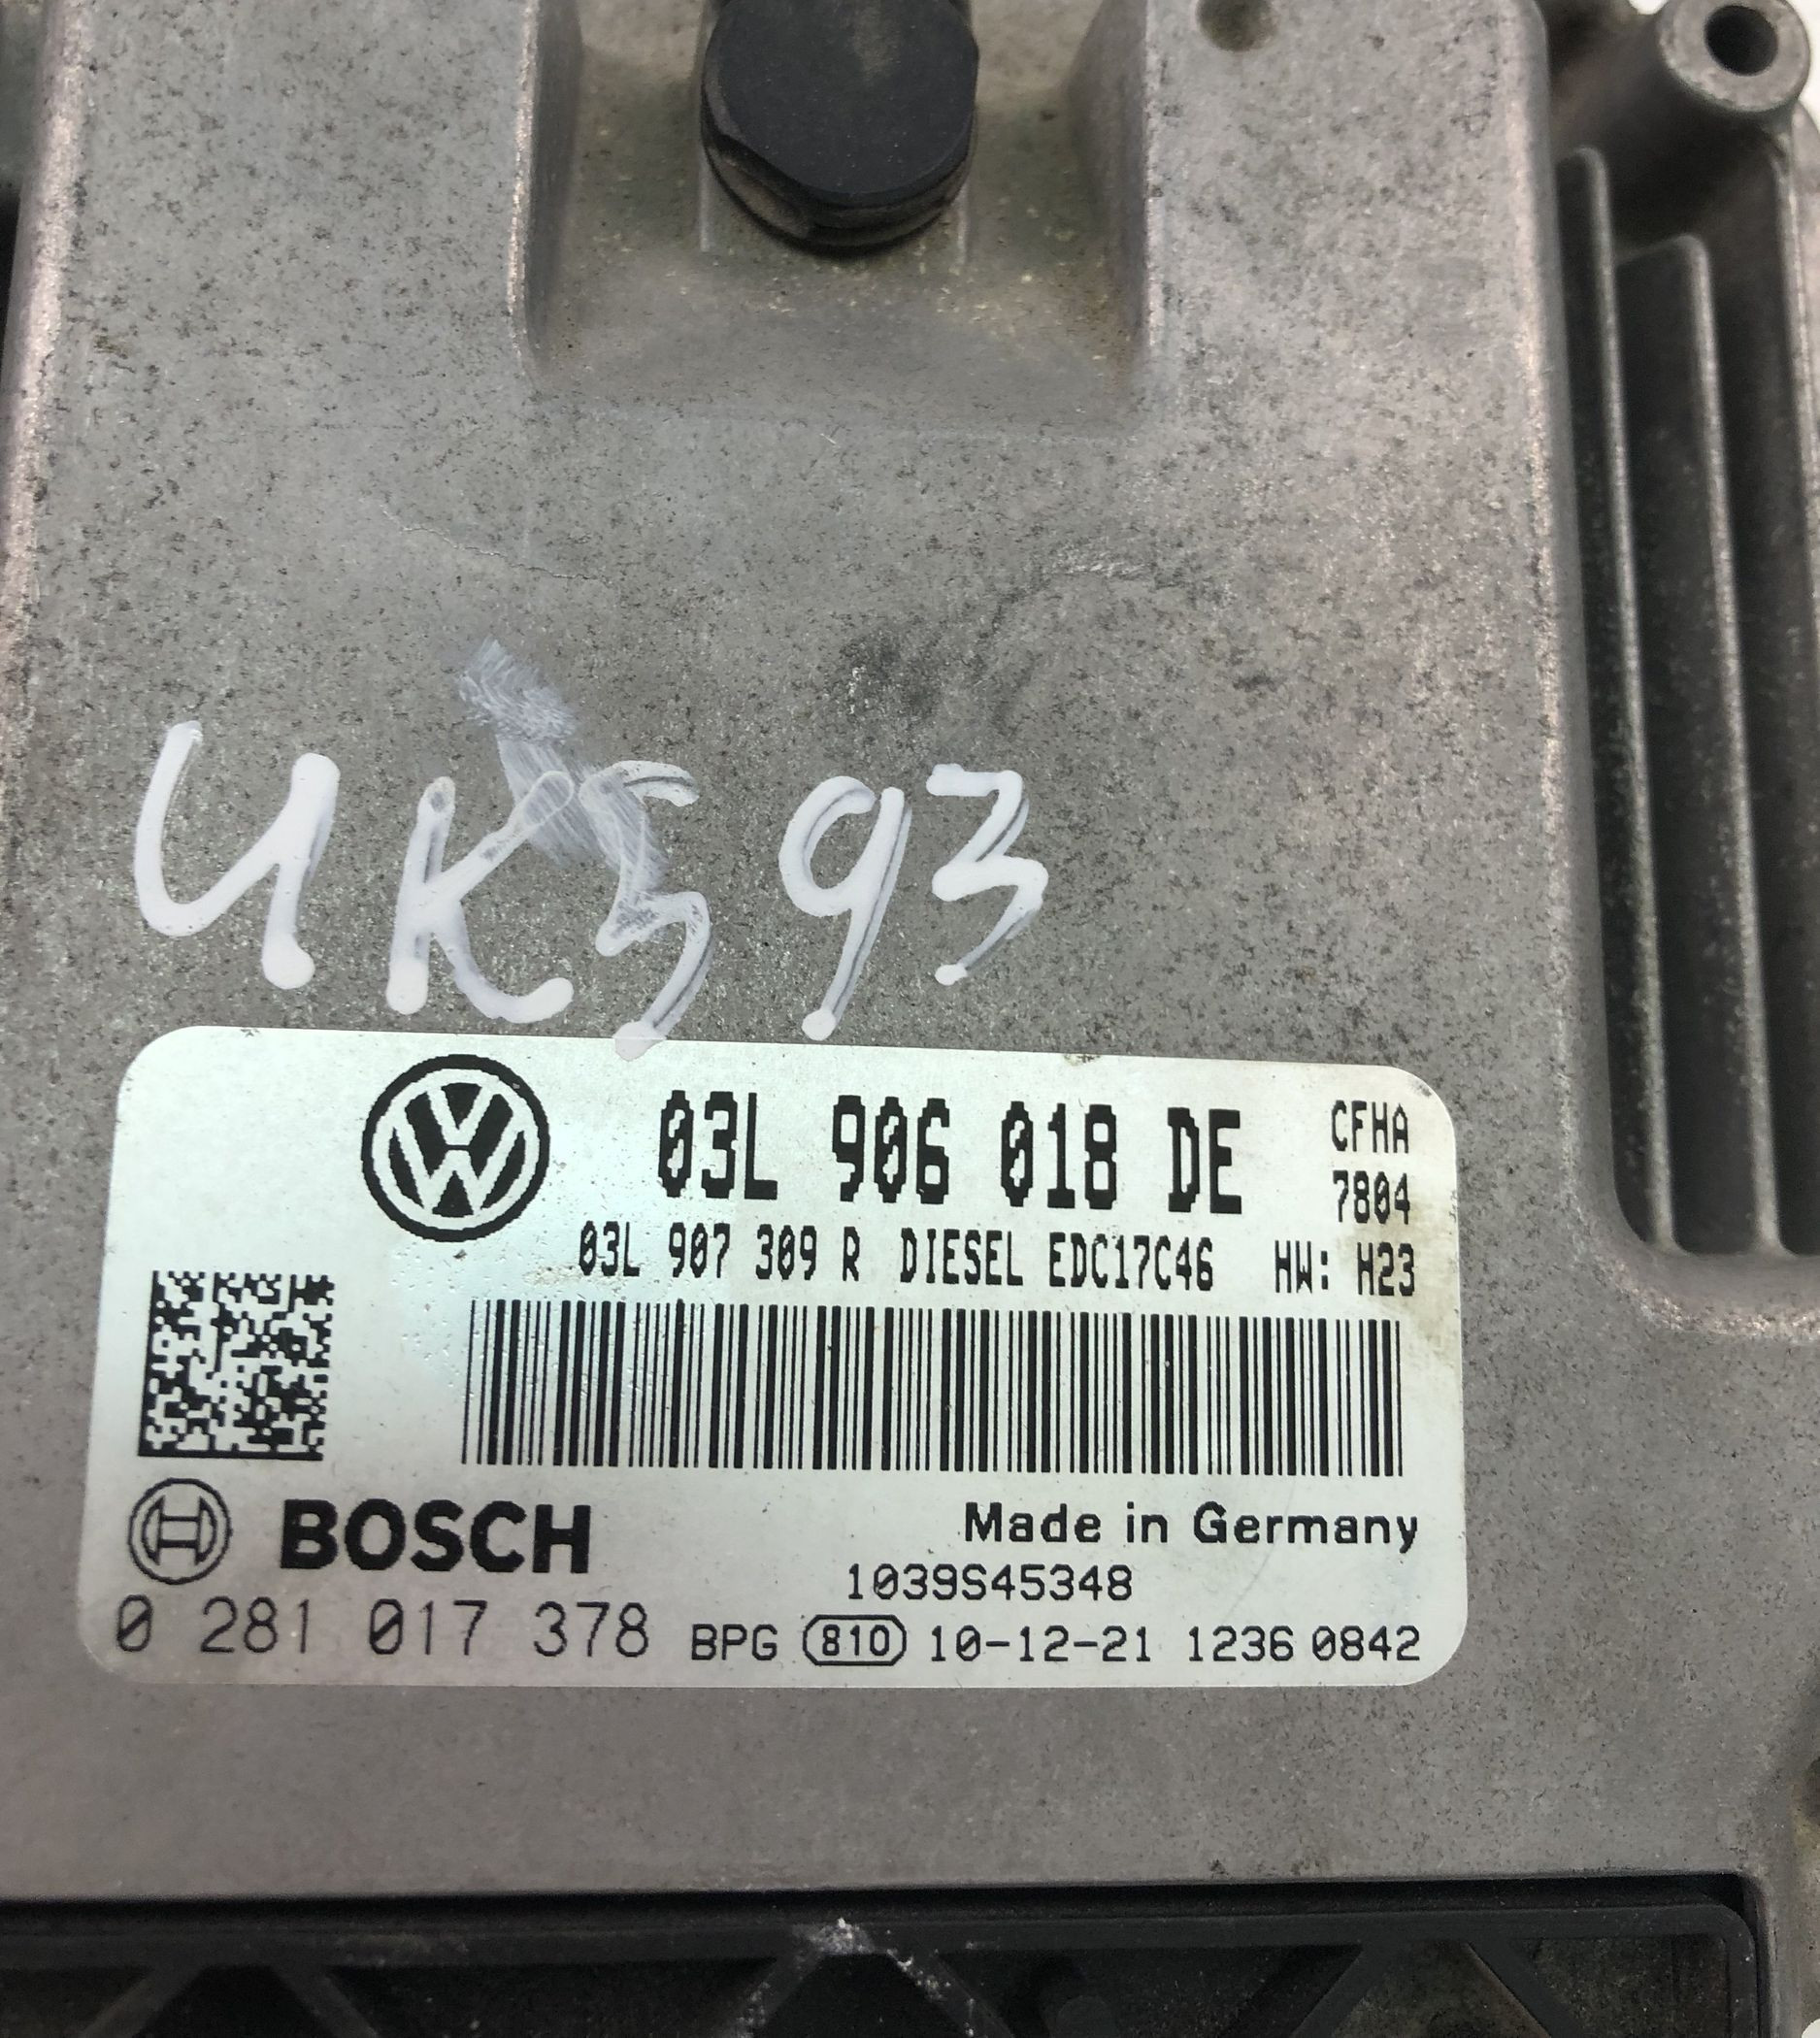 UK593
03L 906 018 DE CFHA
7804
03L 907 309 R DIESEL EDC17C46 HW: H23
BOSCH Made in Germany
1039S45348
0 281 017 378 BPG 810 10-12-21 1236 0842